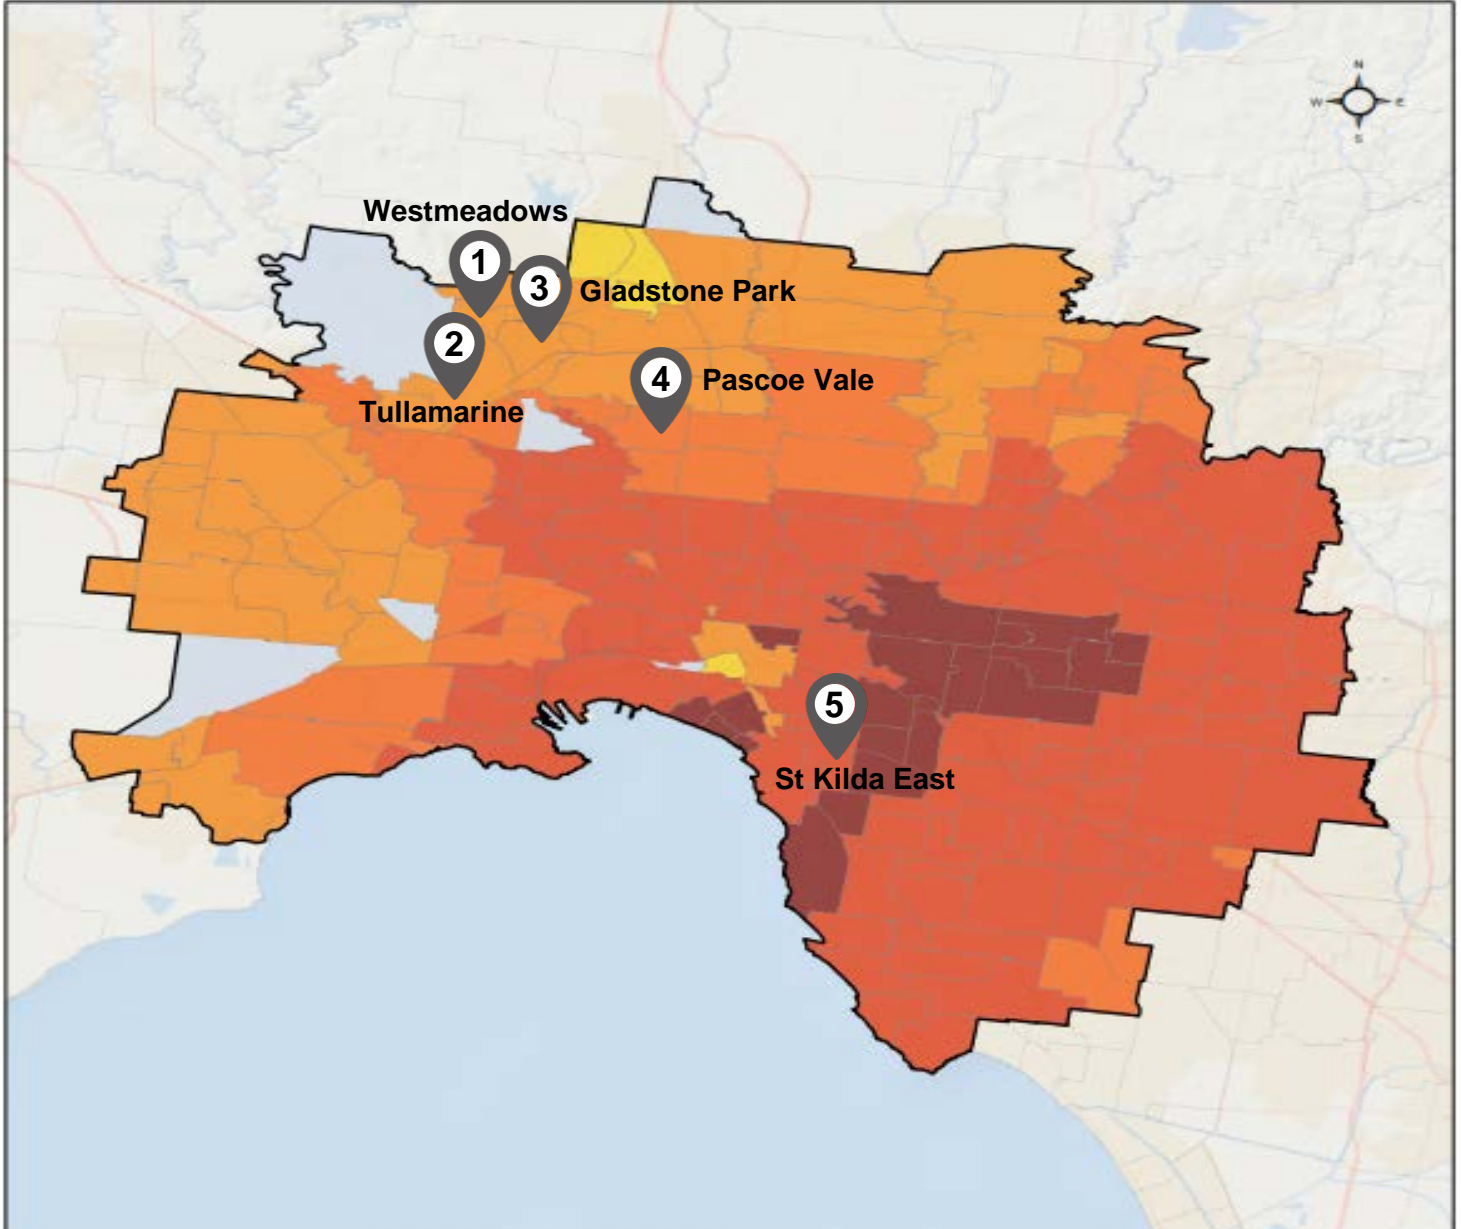 N
W E
S
Westmeadows
1
3 Gladstone Park
2
4 Pascoe Vale
Tullamarine
5
St Kilda East